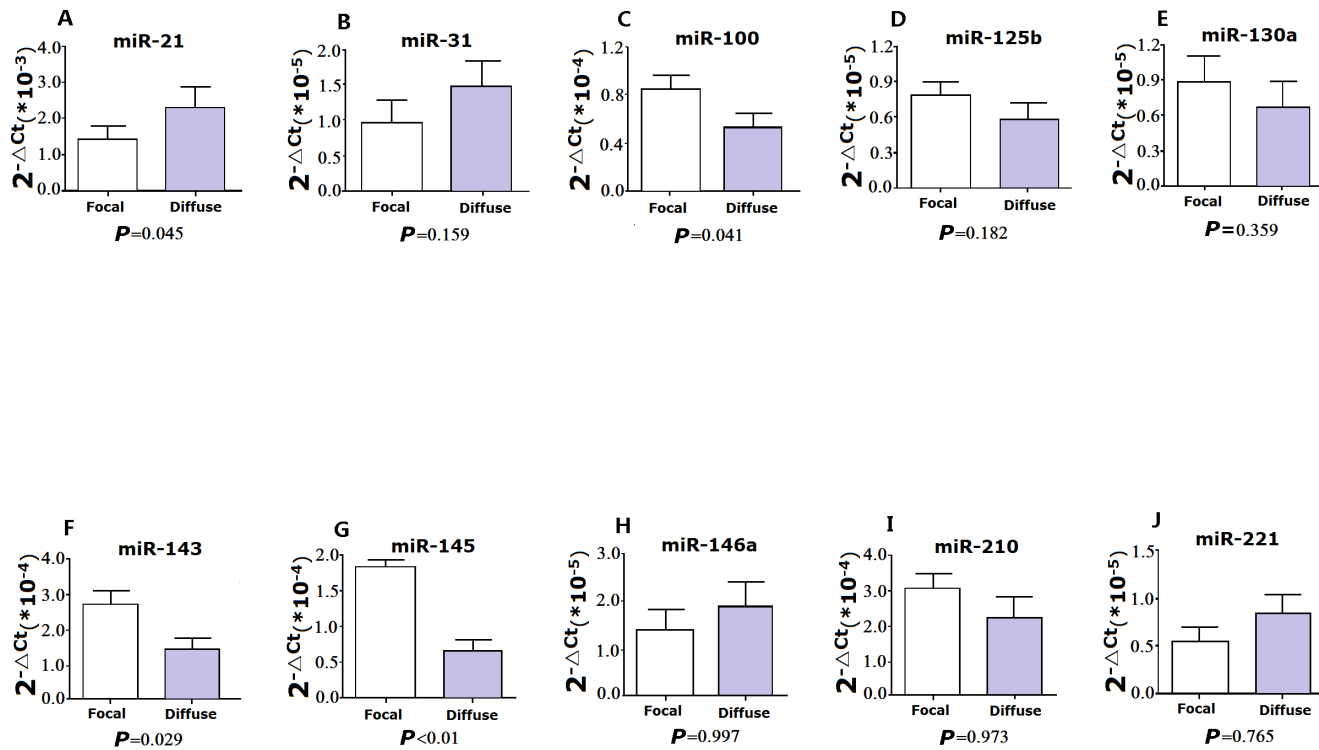 A
miR-21
2-△Ct(*10-3)
4.0
3.0
2.0
1.0
0.0
Focal Diffuse
P=0.045
B
miR-31
2-△Ct(*10-5)
2.0
1.5
1.0
0.5
0.0
Focal Diffuse
P=0.159
C
miR-100
2-△Ct(*10-4)
1.2
0.8
0.4
0.0
Focal Diffuse
P=0.041
D
miR-125b
2-△Ct(*10-5)
1.2
0.9
0.6
0.3
0.0
Focal Diffuse
P=0.182
E
miR-130a
2-△Ct(*10-5)
1.2
0.9
0.6
0.3
0.0
Focal Diffuse
P=0.359
F
miR-143
2-△Ct(*10-4)
4.0
3.0
2.0
1.0
0.0
Focal Diffuse
P=0.029
G
miR-145
2-△Ct(*10-4)
2.0
1.5
1.0
0.5
0.0
Focal Diffuse
P<0.01
H
miR-146a
2-△Ct(*10-5)
3.0
2.0
1.0
0.0
Focal Diffuse
P=0.997
I
miR-210
2-△Ct(*10-4)
4.0
3.0
2.0
1.0
0.0
Focal Diffuse
P=0.973
J
miR-221
2-△Ct(*10-5)
1.5
1.0
0.5
0.0
Focal Diffuse
P=0.765